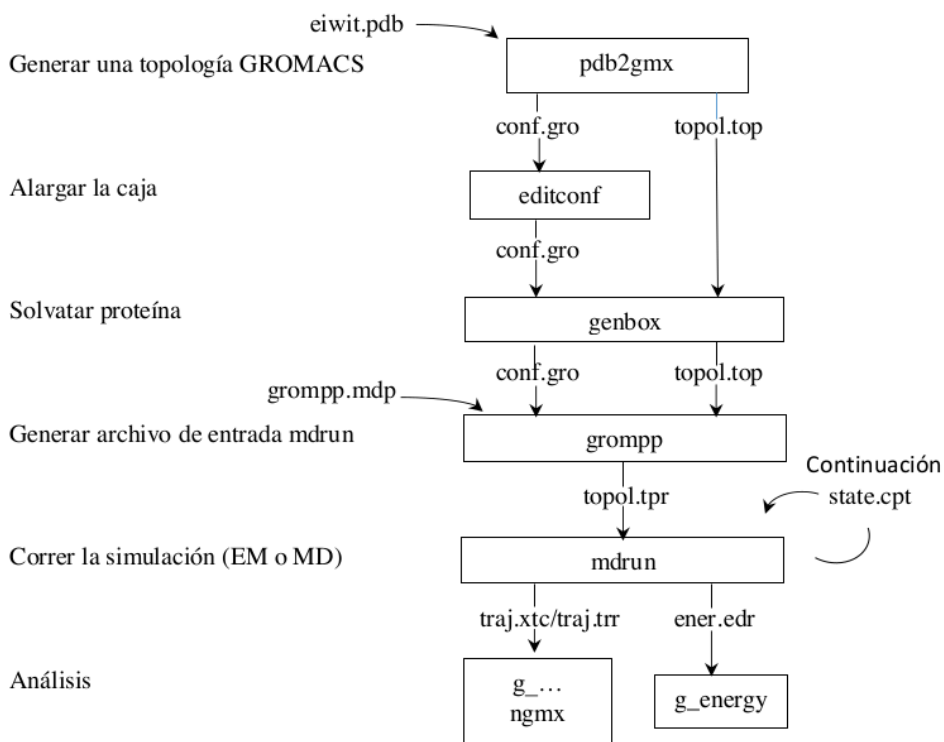 eiwit.pdb
Generar una topología GROMACS
pdb2gmx
conf.gro
topol.top
Alargar la caja
editconf
conf.gro
Solvatar proteína
genbox
conf.gro
topol.top
grompp.mdp
Generar archivo de entrada mdrun
grompp
Continuación
topol.tpr
state.cpt
Correr la simulación (EM o MD)
mdrun
traj.xtc/traj.trr
ener.edr
Análisis
g_…
ngmx
g_energy